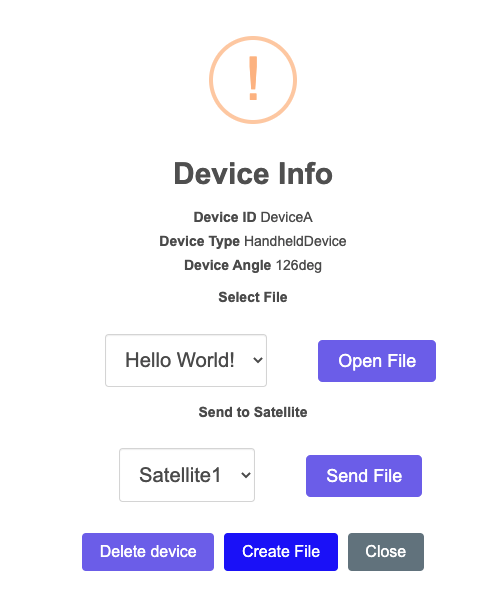 !
Device Info
Device ID DeviceA
Device Type HandheldDevice
Device Angle 126deg
Select File
Hello World! Open File
Send to Satellite
Satellite1 Send File
Delete device Create File Close